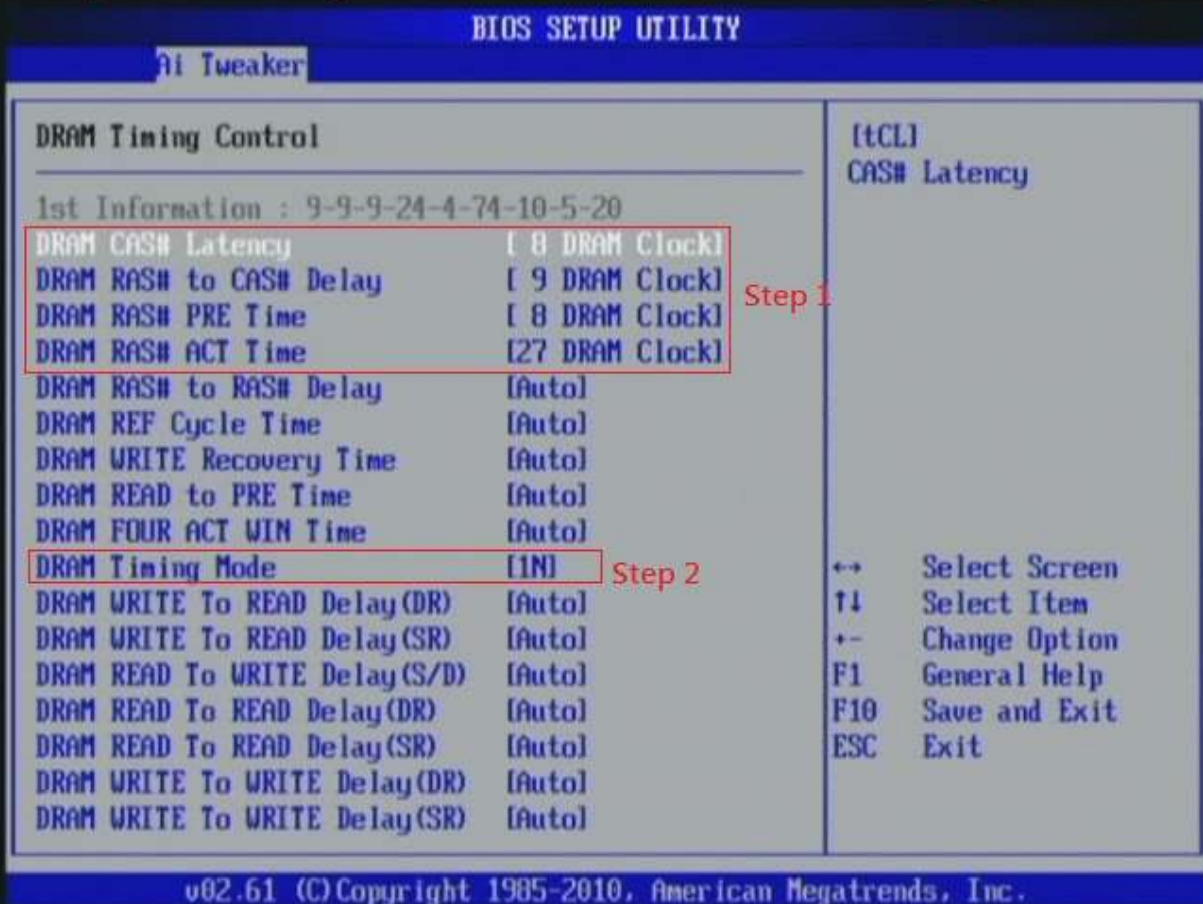 BIOS SETUP UTILITY
Ai Tweaker
DRAM Timing Control
1st Information : 9-9-9-24-4-74-10-5-20
DRAM CAS# Latency [ 8 DRAM Clock]
DRAM RAS# to CAS# Delay [ 9 DRAM Clock]
DRAM RAS# PRE Time [ 8 DRAM Clock]
DRAM RAS# ACT Time [27 DRAM Clock]
Step 1
DRAM RAS# to RAS# Delay [Auto]
DRAM REF Cycle Time [Auto]
DRAM WRITE Recovery Time [Auto]
DRAM READ to PRE Time [Auto]
DRAM FOUR ACT WIN Time [Auto]
DRAM Timing Mode [1N]
Step 2
DRAM WRITE To READ Delay(DR) [Auto]
DRAM WRITE To READ Delay(SR) [Auto]
DRAM READ To WRITE Delay(S/D) [Auto]
DRAM READ To READ Delay(DR) [Auto]
DRAM READ To READ Delay(SR) [Auto]
DRAM WRITE To WRITE Delay(DR) [Auto]
DRAM WRITE To WRITE Delay(SR) [Auto]
[tCL]
CAS# Latency
↔ Select Screen
↑↓ Select Item
+- Change Option
F1 General Help
F10 Save and Exit
ESC Exit
v02.61 (C)Copyright 1985-2010, American Megatrends, Inc.